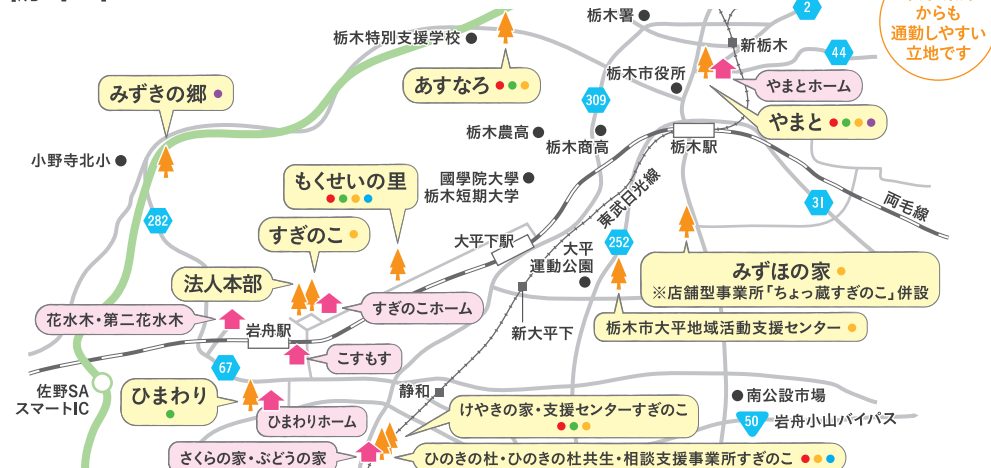 栃木署
2
からも
通勤しやすい
立地です
栃木特別支援学校
新栃木
44
あすなろ
栃木市役所
やまとホーム
みずきの郷
309
やまと
栃木農高
栃木商高
栃木駅
小野寺北小
もくせいの里
國學院大學
栃木短期大学
東武日光線
31
両毛線
282
すぎのこ
大平下駅
252
大平
運動公園
みずほの家
※店舗型事業所「ちょっ蔵すぎのこ」併設
法人本部
すぎのこホーム
花水木・第二花水木
岩舟駅
新大平下
栃木市大平地域活動支援センター
こすもす
67
佐野SA
スマートIC
ひまわり
静和
南公設市場
ひまわりホーム
けやきの家・支援センターすぎのこ
50
岩舟小山バイパス
さくらの家・ぶどうの家
ひのきの杜・ひのきの杜共生・相談支援事業所すぎのこ